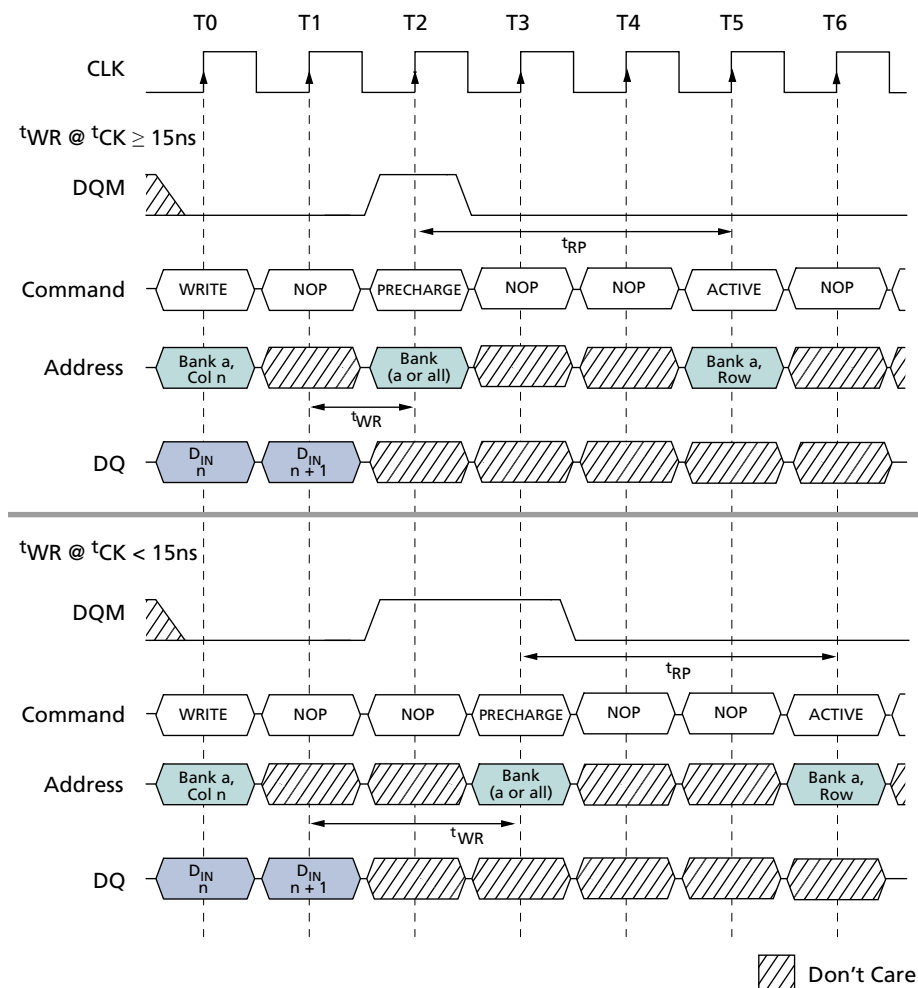 T0 T1 T2 T3 T4 T5 T6
CLK
tWR @ tCK ≥ 15ns
DQM
tRP
Command WRITE NOP PRECHARGE NOP NOP ACTIVE NOP
Address Bank a, Bank Bank a,
Col n (a or all) Row
tWR
DQ DIN DIN
n n + 1
tWR @ tCK < 15ns
DQM
tRP
Command WRITE NOP NOP PRECHARGE NOP NOP ACTIVE
Address Bank a, Bank Bank a,
Col n (a or all) Row
tWR
DQ DIN DIN
n n + 1
Don't Care